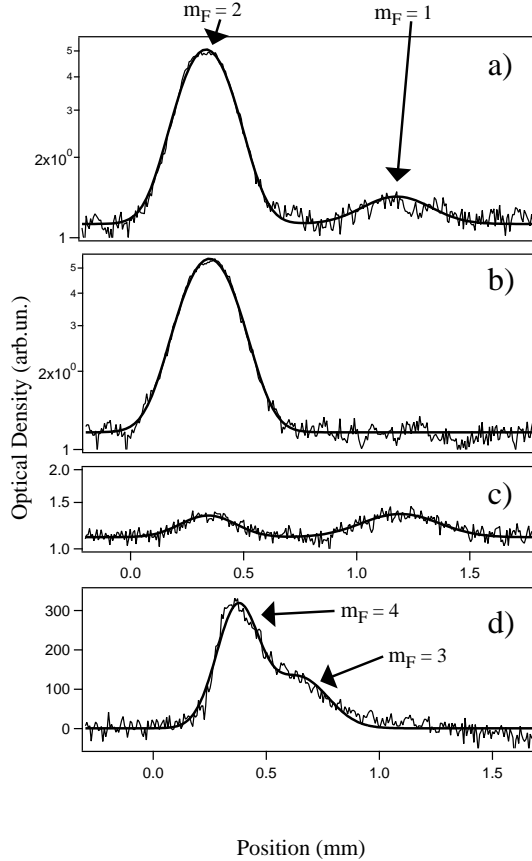 m_F = 2
m_F = 1
a)
5
4
3
2x10^0
1
b)
5
4
3
2x10^0
1
Optical Density (arb.un.)
c)
2.0
1.5
1.0
0.0 0.5 1.0 1.5
d)
300
200
100
0
m_F = 4
m_F = 3
0.0 0.5 1.0 1.5
Position (mm)